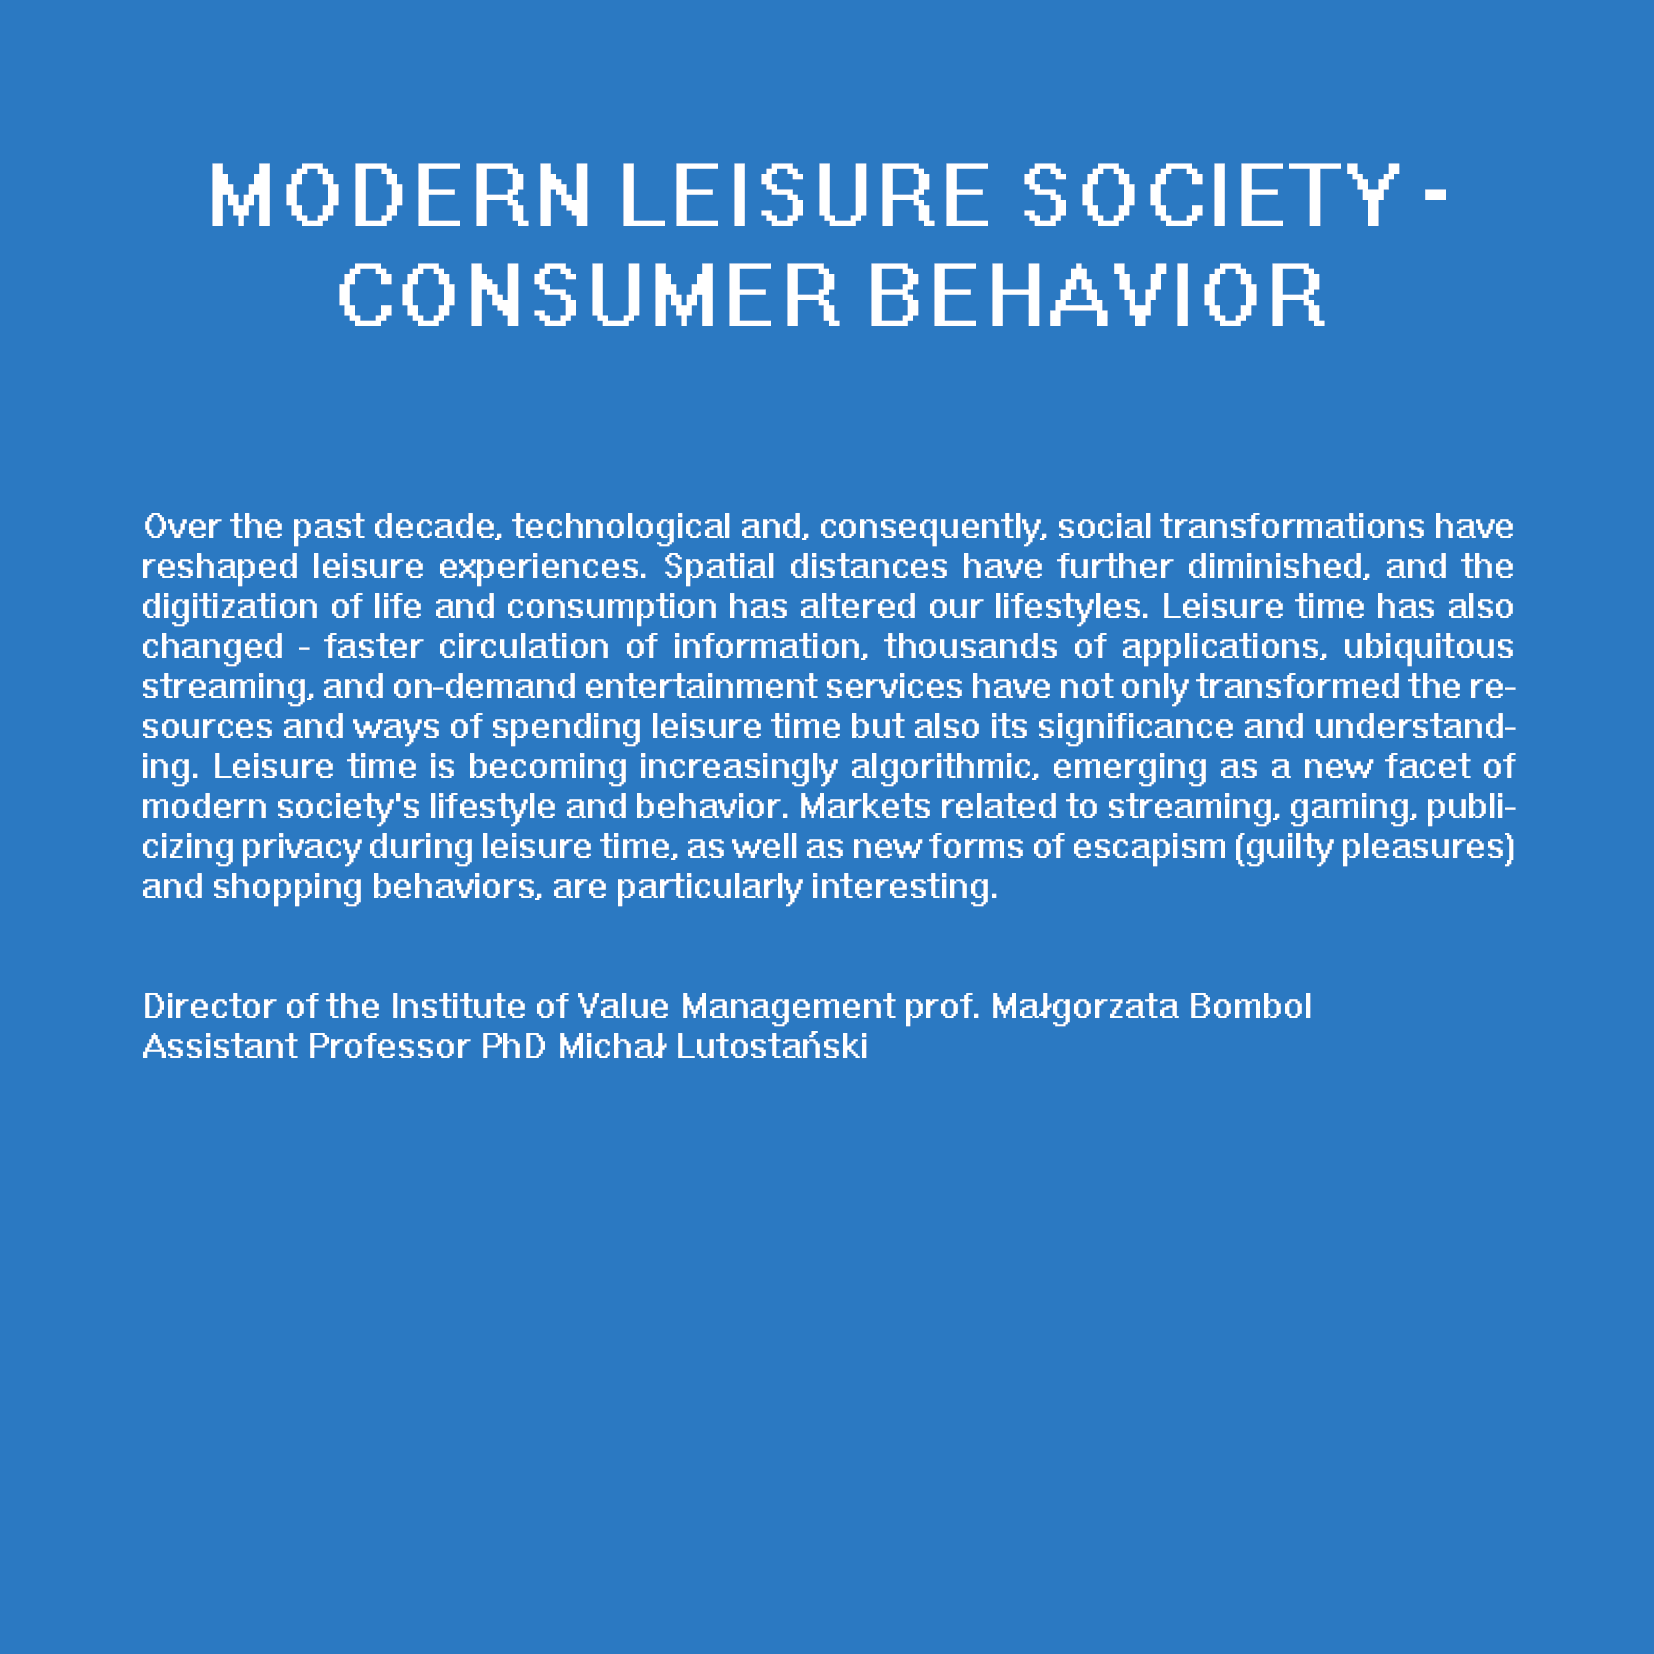 MODERN LEISURE SOCIETY -
CONSUMER BEHAVIOR
Over the past decade, technological and, consequently, social transformations have
reshaped leisure experiences. Spatial distances have further diminished, and the
digitization of life and consumption has altered our lifestyles. Leisure time has also
changed - faster circulation of information, thousands of applications, ubiquitous
streaming, and on-demand entertainment services have not only transformed the re-
sources and ways of spending leisure time but also its significance and understand-
ing. Leisure time is becoming increasingly algorithmic, emerging as a new facet of
modern society's lifestyle and behavior. Markets related to streaming, gaming, publi-
cizing privacy during leisure time, as well as new forms of escapism (guilty pleasures)
and shopping behaviors, are particularly interesting.
Director of the Institute of Value Management prof. Małgorzata Bombol
Assistant Professor PhD Michał Lutostański